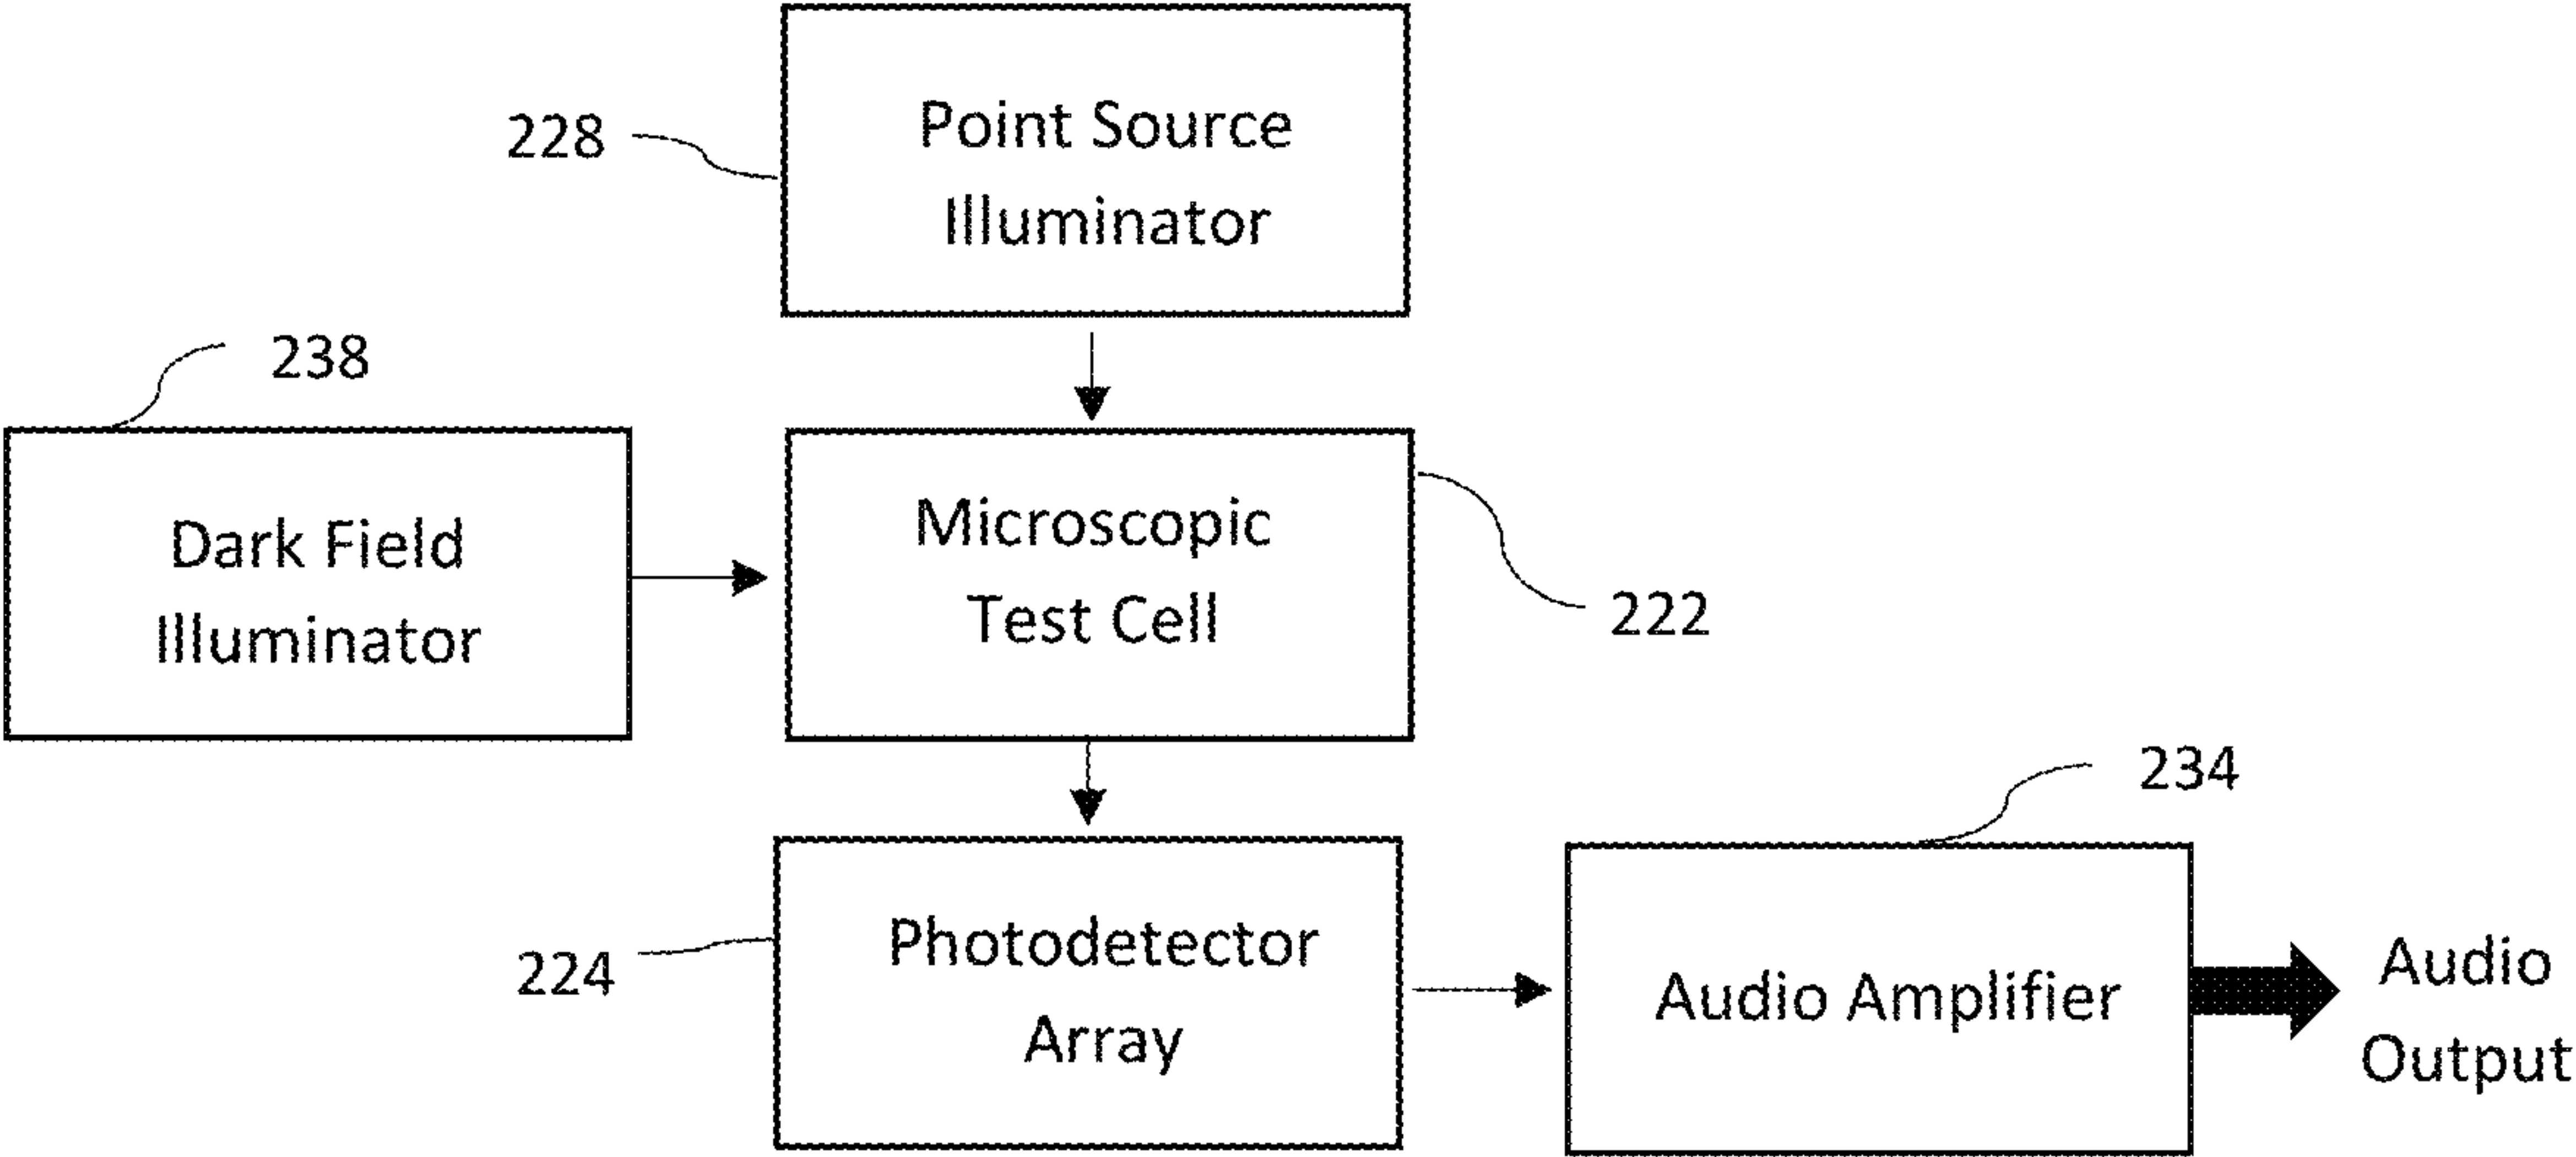 228
Point Source
Illuminator
238
Dark Field
Illuminator
Microscopic
Test Cell
222
224
Photodetector
Array
234
Audio Amplifier
Audio
Output